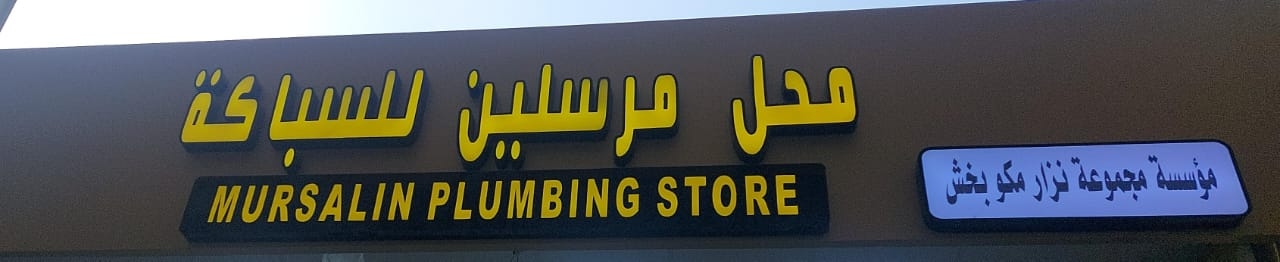 محل مرسلين للسباكة
MURSALIN PLUMBING STORE
مؤسسة مجموعة نزار مكو بخش